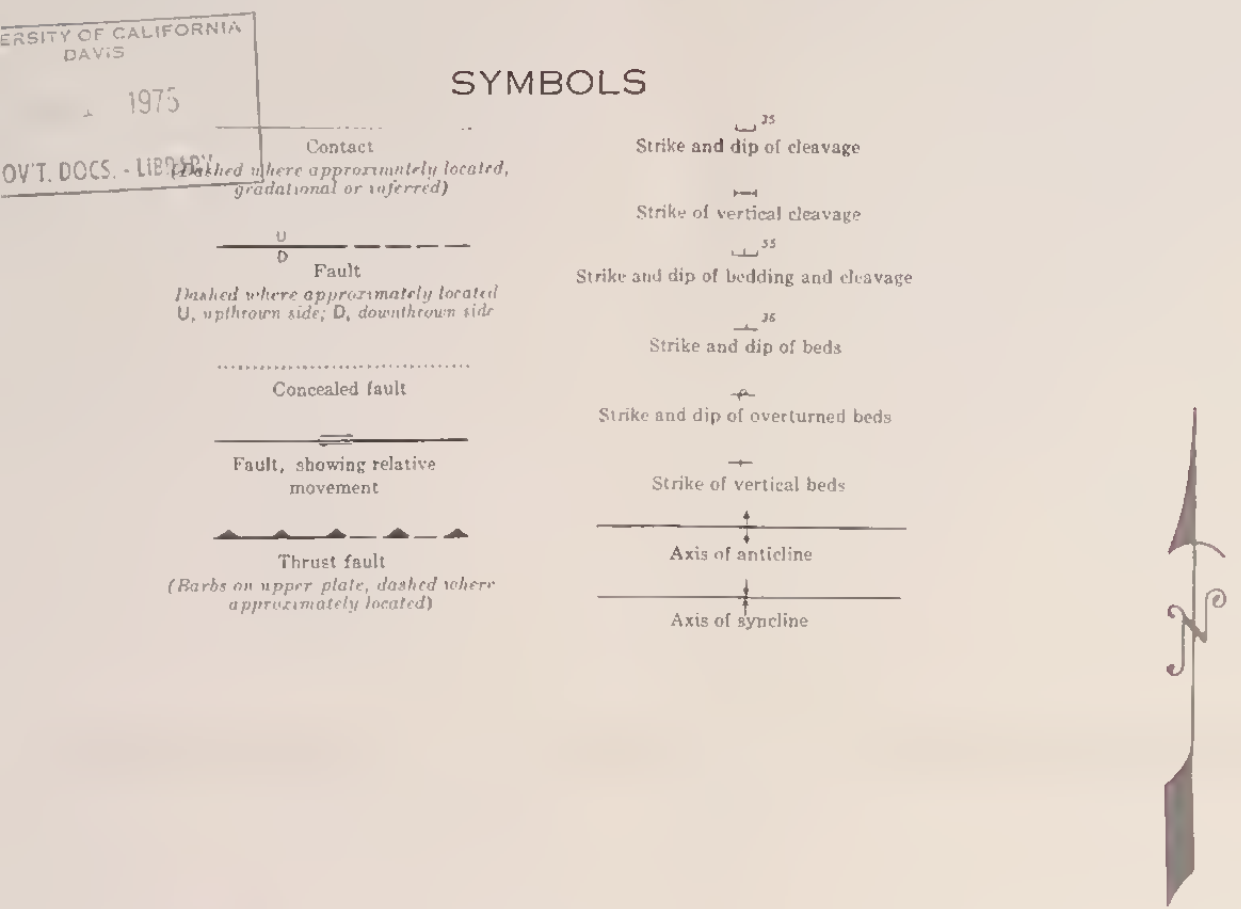 ERSITY OF CALIFORNIA
DAVIS
1975
OV'T. DOCS. - LIBRARY
SYMBOLS
Contact
(Dashed where approximately located,
gradational or inferred)
U
D
Fault
Dashed where approximately located
U, upthrown side; D, downthrown side
Concealed fault
Fault, showing relative
movement
Thrust fault
(Barbs on upper plate, dashed where
approximately located)
35
Strike and dip of cleavage
Strike of vertical cleavage
55
Strike and dip of bedding and cleavage
36
Strike and dip of beds
Strike and dip of overturned beds
Strike of vertical beds
Axis of anticline
Axis of syncline
N